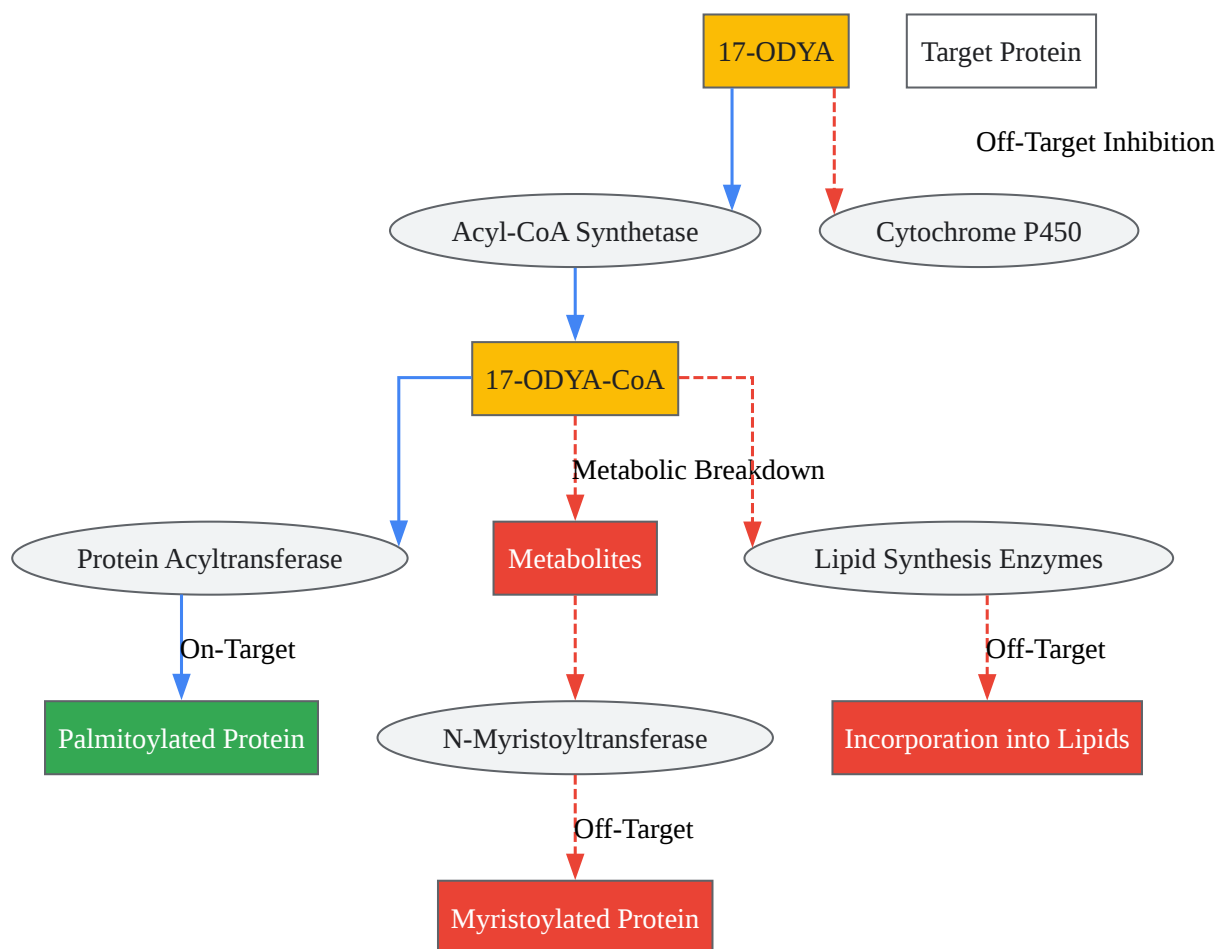 17-ODYA
Target Protein
Off-Target Inhibition
Acyl-CoA Synthetase
Cytochrome P450
17-ODYA-CoA
Metabolic Breakdown
Protein Acyltransferase
Metabolites
Lipid Synthesis Enzymes
On-Target
Off-Target
Palmitoylated Protein
N-Myristoyltransferase
Incorporation into Lipids
Off-Target
Myristoylated Protein